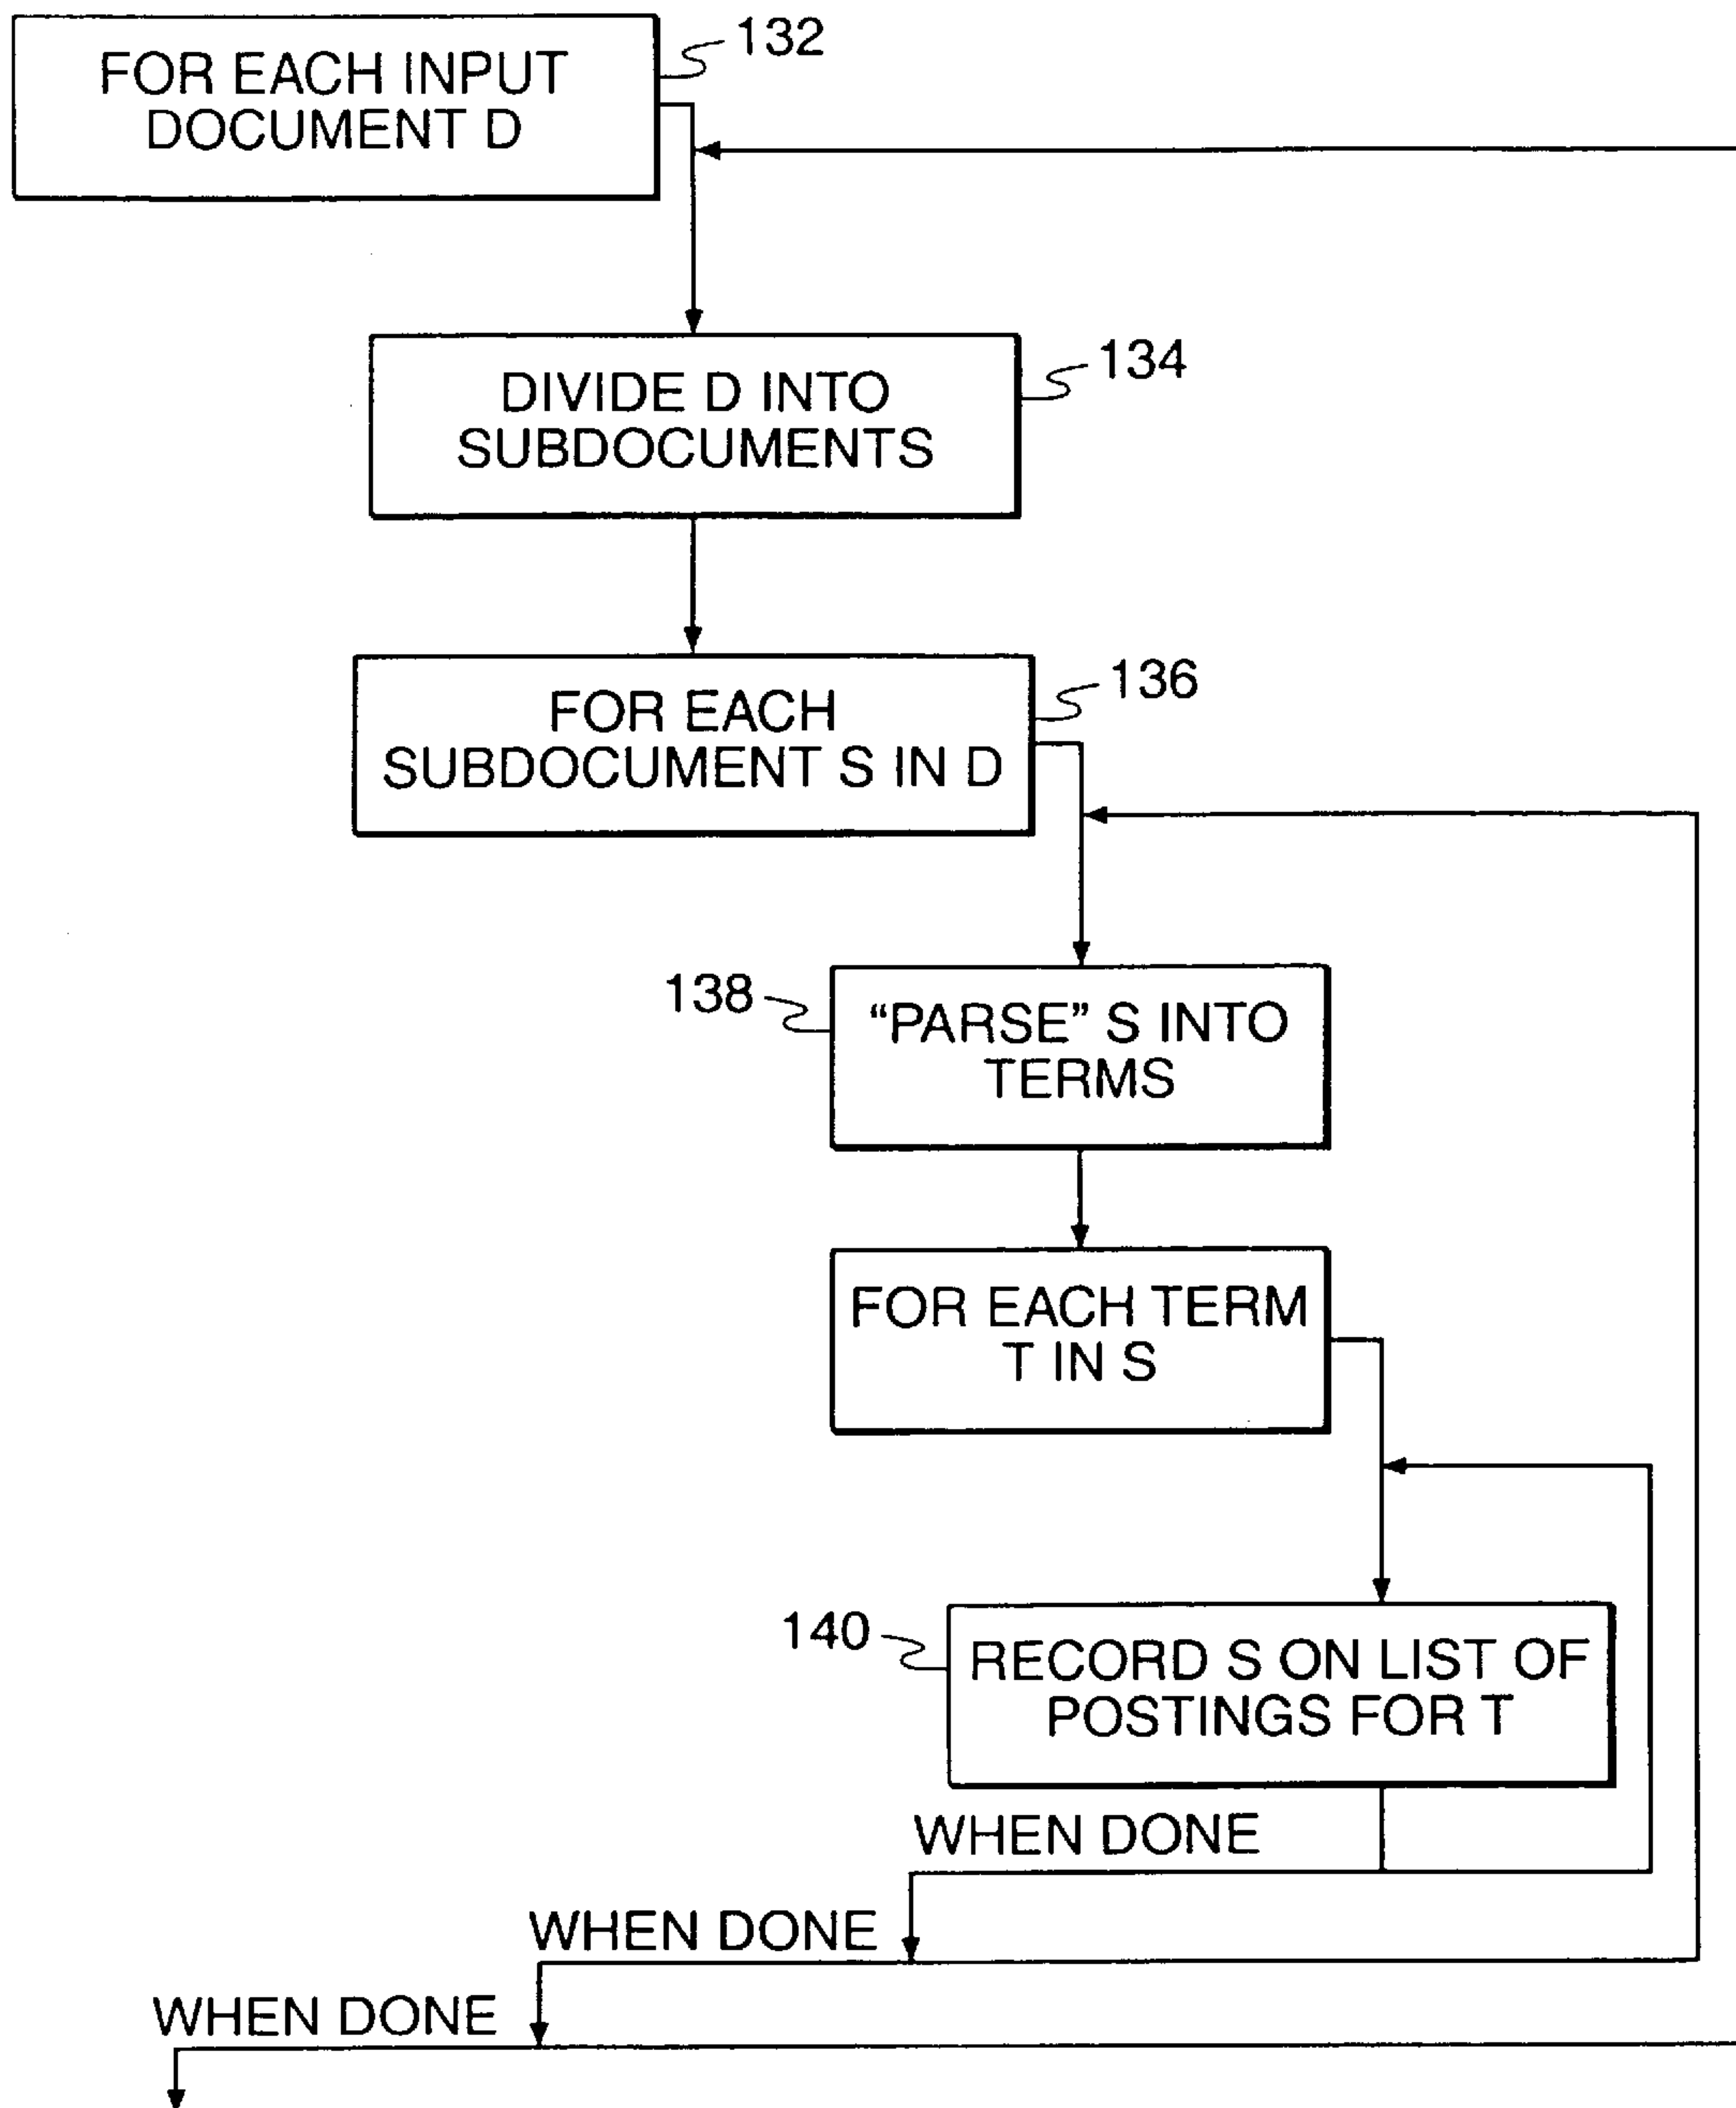 FOR EACH INPUT
DOCUMENT D
132
DIVIDE D INTO
SUBDOCUMENTS
134
FOR EACH
SUBDOCUMENT S IN D
136
138
“PARSE” S INTO
TERMS
FOR EACH TERM
T IN S
140
RECORD S ON LIST OF
POSTINGS FOR T
WHEN DONE
WHEN DONE
WHEN DONE